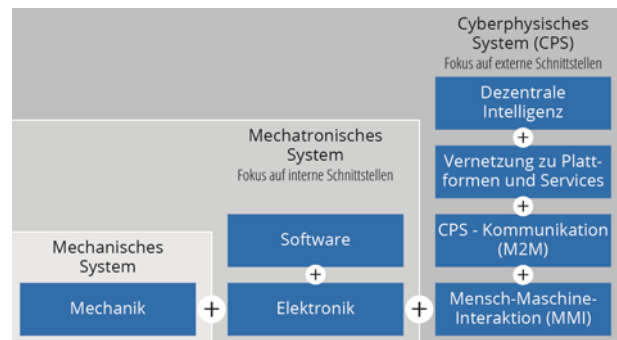 Cyberphysisches
System (CPS)
Fokus auf externe Schnittstellen
Dezentrale
Intelligenz
+
Vernetzung zu Platt-
formen und Services
+
CPS - Kommunikation
(M2M)
+
Mensch-Maschine-
Interaktion (MMI)
Mechatronisches
System
Fokus auf interne Schnittstellen
Software
+
Elektronik
+
Mechanisches
System
Mechanik
+